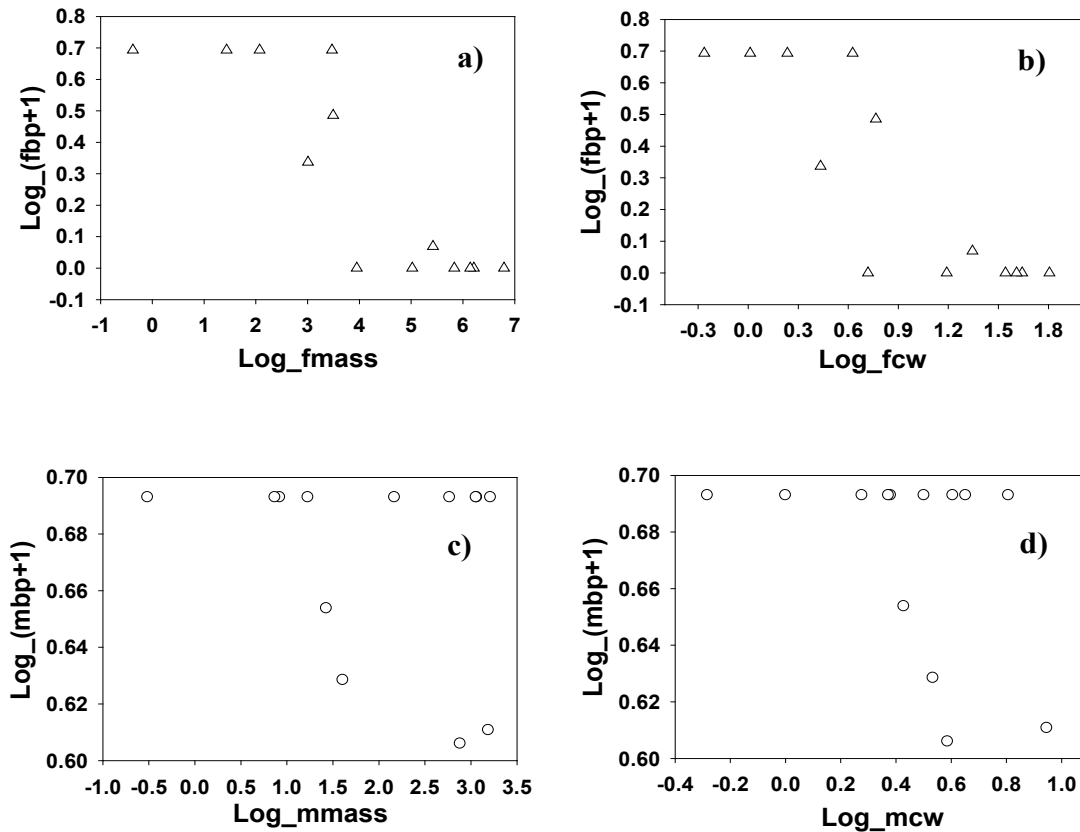 0.8
0.7
0.6
0.5
0.4
0.3
0.2
0.1
0.0
-0.1
Log_(fbp+1)
a)
-1 0 1 2 3 4 5 6 7
Log_fmass
0.8
0.7
0.6
0.5
0.4
0.3
0.2
0.1
0.0
-0.1
Log_(fbp+1)
b)
-0.3 0.0 0.3 0.6 0.9 1.2 1.5 1.8
Log_fcw
0.70
0.68
0.66
0.64
0.62
0.60
Log_(mbp+1)
c)
-1.0 -0.5 0.0 0.5 1.0 1.5 2.0 2.5 3.0 3.5
Log_mmass
0.70
0.68
0.66
0.64
0.62
0.60
Log_(mbp+1)
d)
-0.4 -0.2 0.0 0.2 0.4 0.6 0.8 1.0
Log_mcw